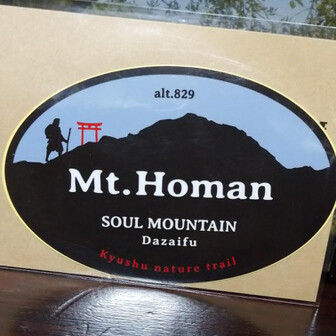 alt.829
Mt.Homan
SOUL MOUNTAIN
Dazaifu
Kyushu nature trail